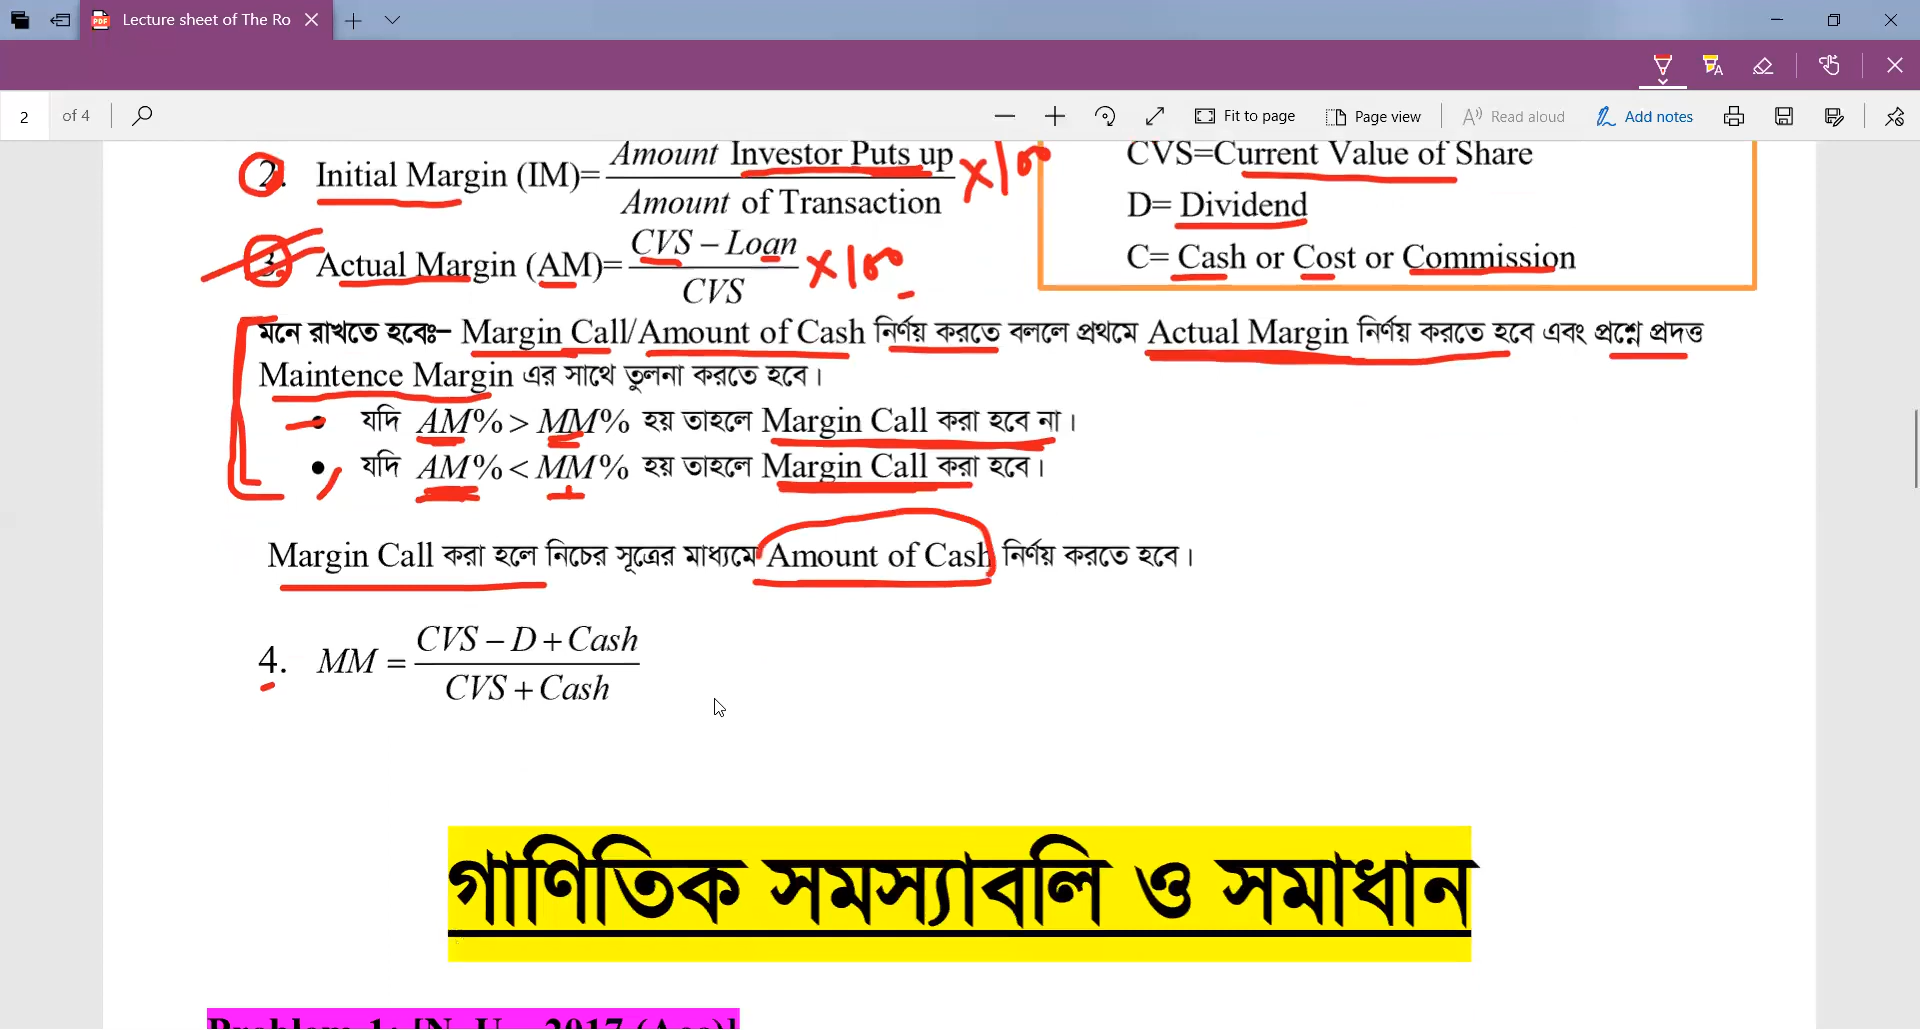 Lecture sheet of The Ro
2 of 4
Fit to page
Page view
Read aloud
Add notes
2. Initial Margin (IM)= Amount Investor Puts up / Amount of Transaction ×100
CVS=Current Value of Share
D= Dividend
3. Actual Margin (AM)= CVS − Loan / CVS ×100
C= Cash or Cost or Commission
মনে রাখতে হবেঃ– Margin Call/Amount of Cash নির্ণয় করতে বললে প্রথমে Actual Margin নির্ণয় করতে হবে এবং প্রশ্নে প্রদত্ত
Maintence Margin এর সাথে তুলনা করতে হবে।
• যদি AM% > MM% হয় তাহলে Margin Call করা হবে না।
• যদি AM% < MM% হয় তাহলে Margin Call করা হবে।
Margin Call করা হলে নিচের সূত্রের মাধ্যমে Amount of Cash নির্ণয় করতে হবে।
4. MM = CVS − D + Cash / CVS + Cash
গাণিতিক সমস্যাবলি ও সমাধান
Problem 1: [N. U. – 2017 (Acc)]